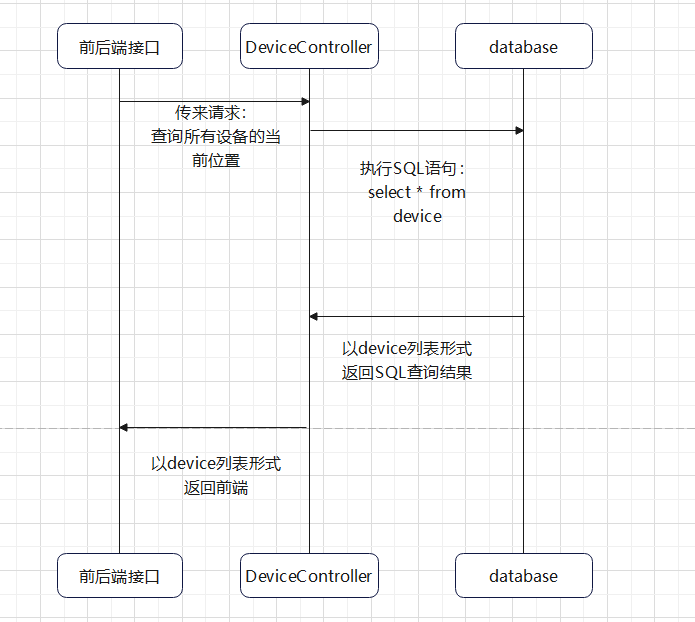 前后端接口
DeviceController
database
传来请求：
查询所有设备的当
前位置
执行SQL语句：
select * from
device
以device列表形式
返回SQL查询结果
以device列表形式
返回前端
前后端接口
DeviceController
database